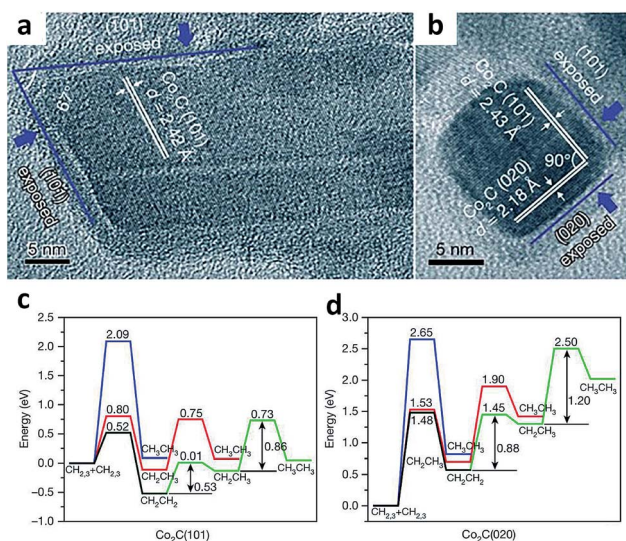 a
(101)
exposed
67°
Co₂C (101)
d = 2.42 Å
(101)
exposed
5 nm
b
(101)
exposed
Co₂C (101)
d = 2.43 Å
90°
Co₂C (020)
d = 2.18 Å
(020)
exposed
5 nm
c
Energy (eV)
2.5
2.0
1.5
1.0
0.5
0.0
−0.5
−1.0
2.09
0.80
0.52
0.75
0.73
0.01
0.86
0.53
CH₂,₃+CH₂,₃
CH₃CH₃
CH₂CH₃
CH₂CH₂
CH₃CH₃
CH₂CH₃
CH₃CH₃
Co₂C(101)
d
Energy (eV)
3.0
2.5
2.0
1.5
1.0
0.5
0.0
2.65
1.53
1.48
1.90
1.45
2.50
1.20
0.88
CH₂,₃+CH₂,₃
CH₂CH₃
CH₃CH₃
CH₂CH₂
CH₃CH₃
CH₂CH₃
CH₃CH₃
Co₂C(020)